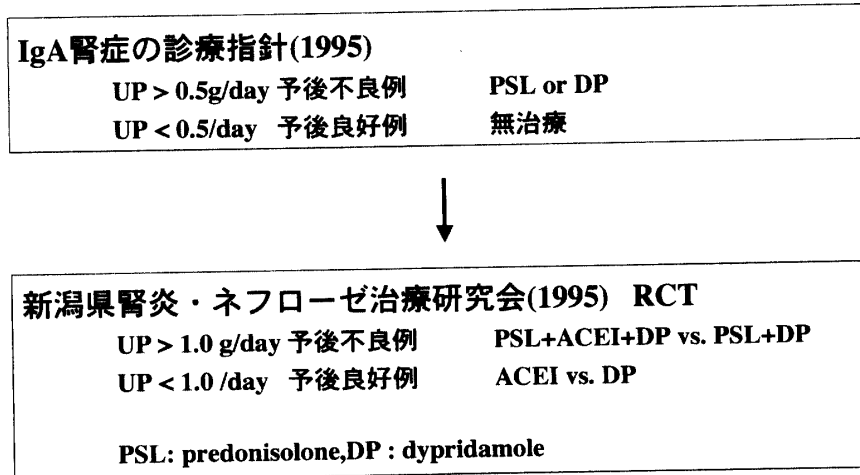 IgA腎症の診療指針(1995)
UP > 0.5g/day 予後不良例 PSL or DP
UP < 0.5/day 予後良好例 無治療
新潟県腎炎・ネフローゼ治療研究会(1995) RCT
UP > 1.0 g/day 予後不良例 PSL+ACEI+DP vs. PSL+DP
UP < 1.0 /day 予後良好例 ACEI vs. DP
PSL: predonisolone,DP : dypridamole